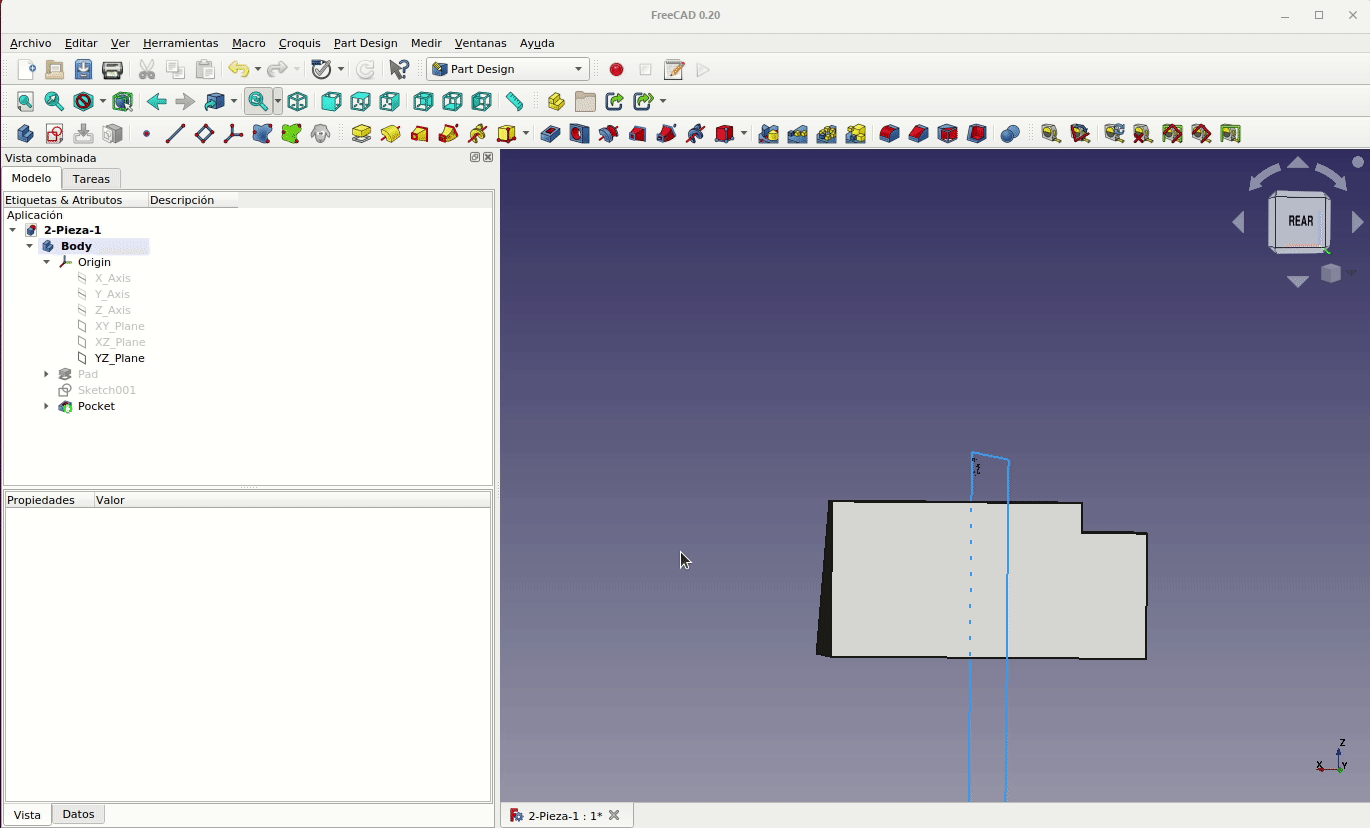 FreeCAD 0.20
Archivo Editar Ver Herramientas Macro Croquis Part Design Medir Ventanas Ayuda
Part Design
Vista combinada
Modelo Tareas
Etiquetas & Atributos Descripción
Aplicación
2-Pieza-1
Body
Origin
X_Axis
Y_Axis
Z_Axis
XY_Plane
XZ_Plane
YZ_Plane
Pad
Sketch001
Pocket
REAR
Propiedades Valor
Z
X Y
Vista Datos
2-Pieza-1 : 1*